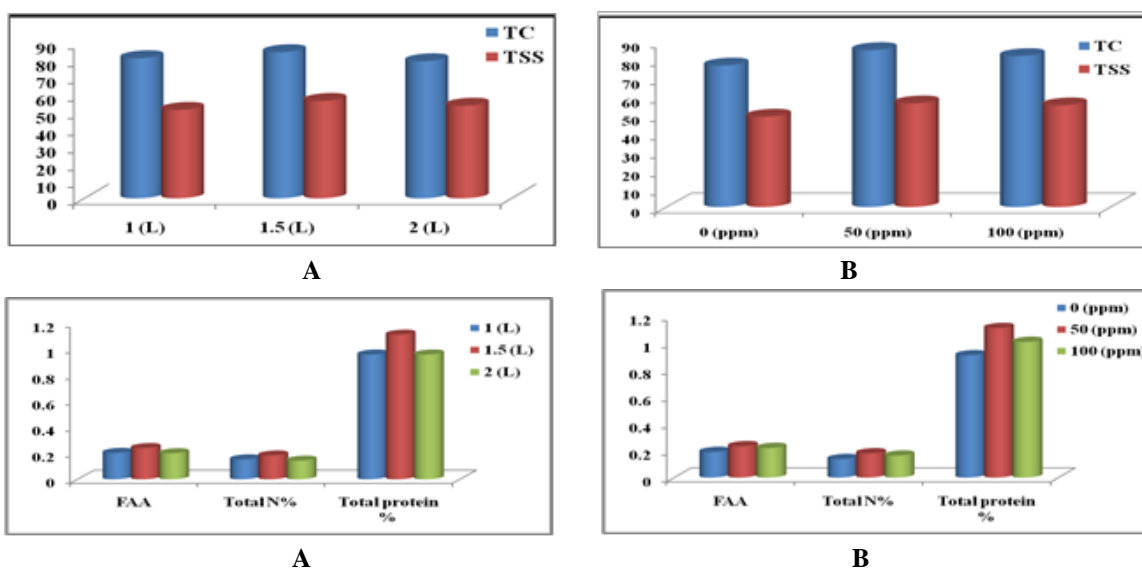 90
80
70
60
50
40
30
20
10
0
TC
TSS
1 (L)
1.5 (L)
2 (L)
A
90
80
70
60
50
40
30
20
10
0
TC
TSS
0 (ppm)
50 (ppm)
100 (ppm)
B
1.2
1
0.8
0.6
0.4
0.2
0
1 (L)
1.5 (L)
2 (L)
FAA
Total N%
Total protein
%
A
1.2
1
0.8
0.6
0.4
0.2
0
0 (ppm)
50 (ppm)
100 (ppm)
FAA
Total N%
Total protein
%
B